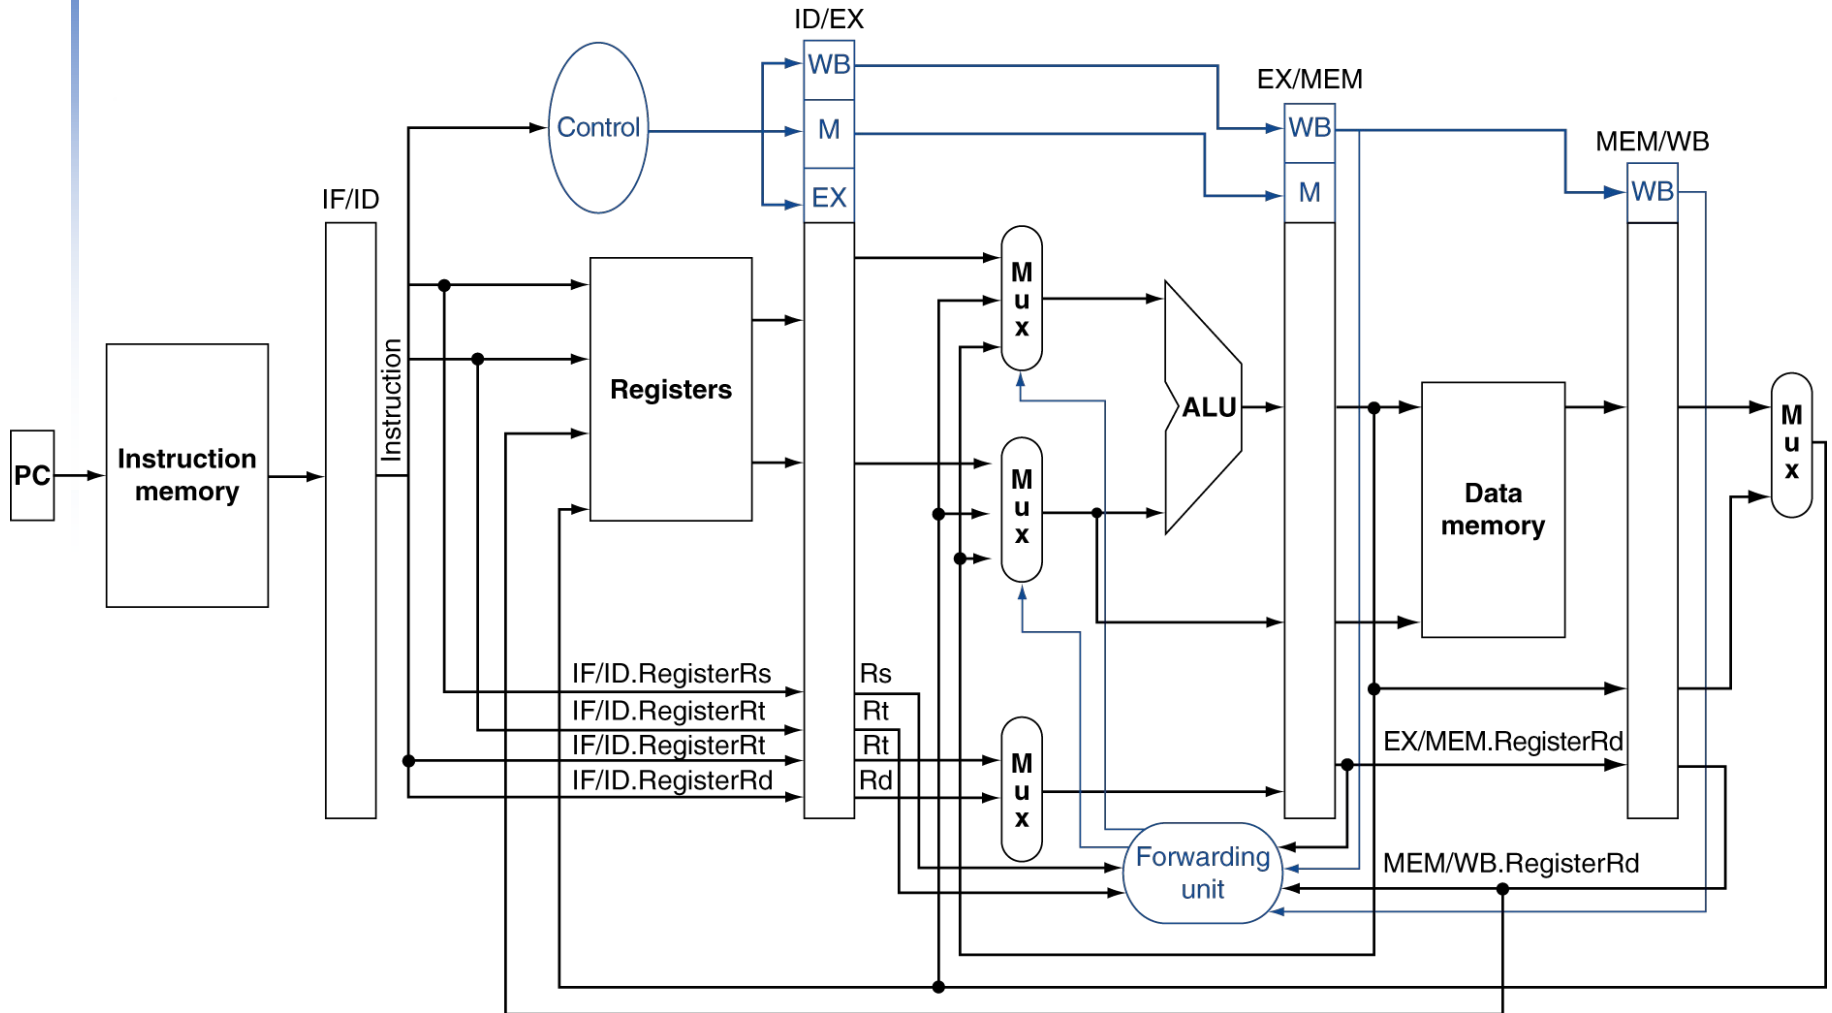 ID/EX
WB
M
EX
Control
EX/MEM
WB
M
MEM/WB
WB
IF/ID
PC
Instruction
memory
Instruction
Registers
M
u
x
M
u
x
ALU
Data
memory
M
u
x
IF/ID.RegisterRs
IF/ID.RegisterRt
IF/ID.RegisterRt
IF/ID.RegisterRd
Rs
Rt
Rt
Rd
M
u
x
EX/MEM.RegisterRd
Forwarding
unit
MEM/WB.RegisterRd